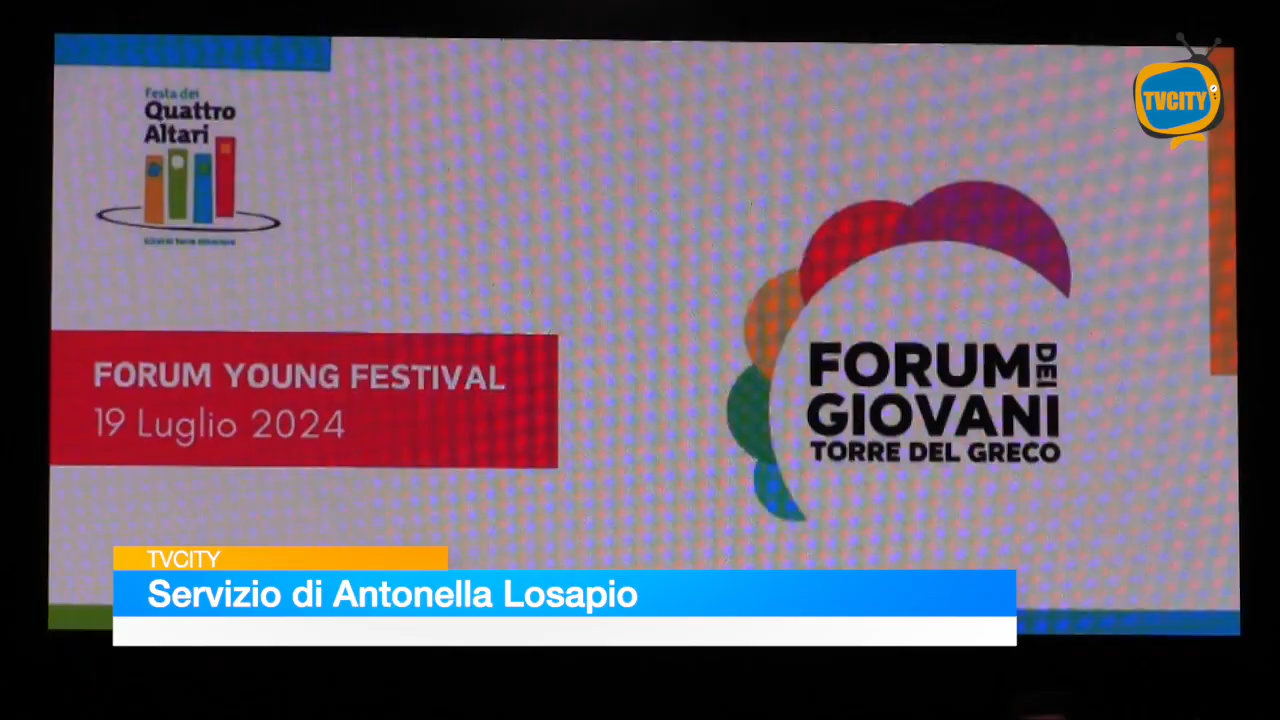 TVCITY
Festa dei
Quattro
Altari
FORUM YOUNG FESTIVAL
19 Luglio 2024
FORUM DEI
GIOVANI
TORRE DEL GRECO
TVCITY
Servizio di Antonella Losapio